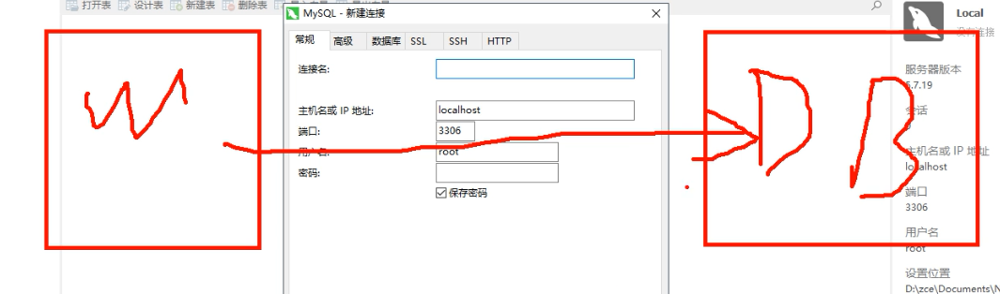 打开表 设计表 新建表 删除表
MySQL - 新建连接
常规 高级 数据库 SSL SSH HTTP
连接名:
主机名或 IP 地址: localhost
端口: 3306
用户名: root
密码:
保存密码
W
DB
Local
没有连接
服务器版本
5.7.19
会话
主机名或 IP 地址
localhost
端口
3306
用户名
root
设置位置
D:\zce\Documents\N